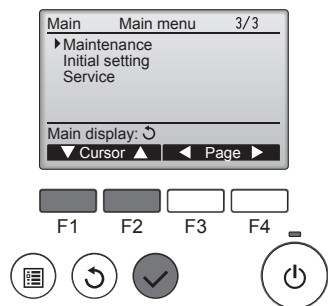 Main Main menu 3/3
Maintenance
Initial setting
Service
Main display:
Cursor Page
F1 F2 F3 F4